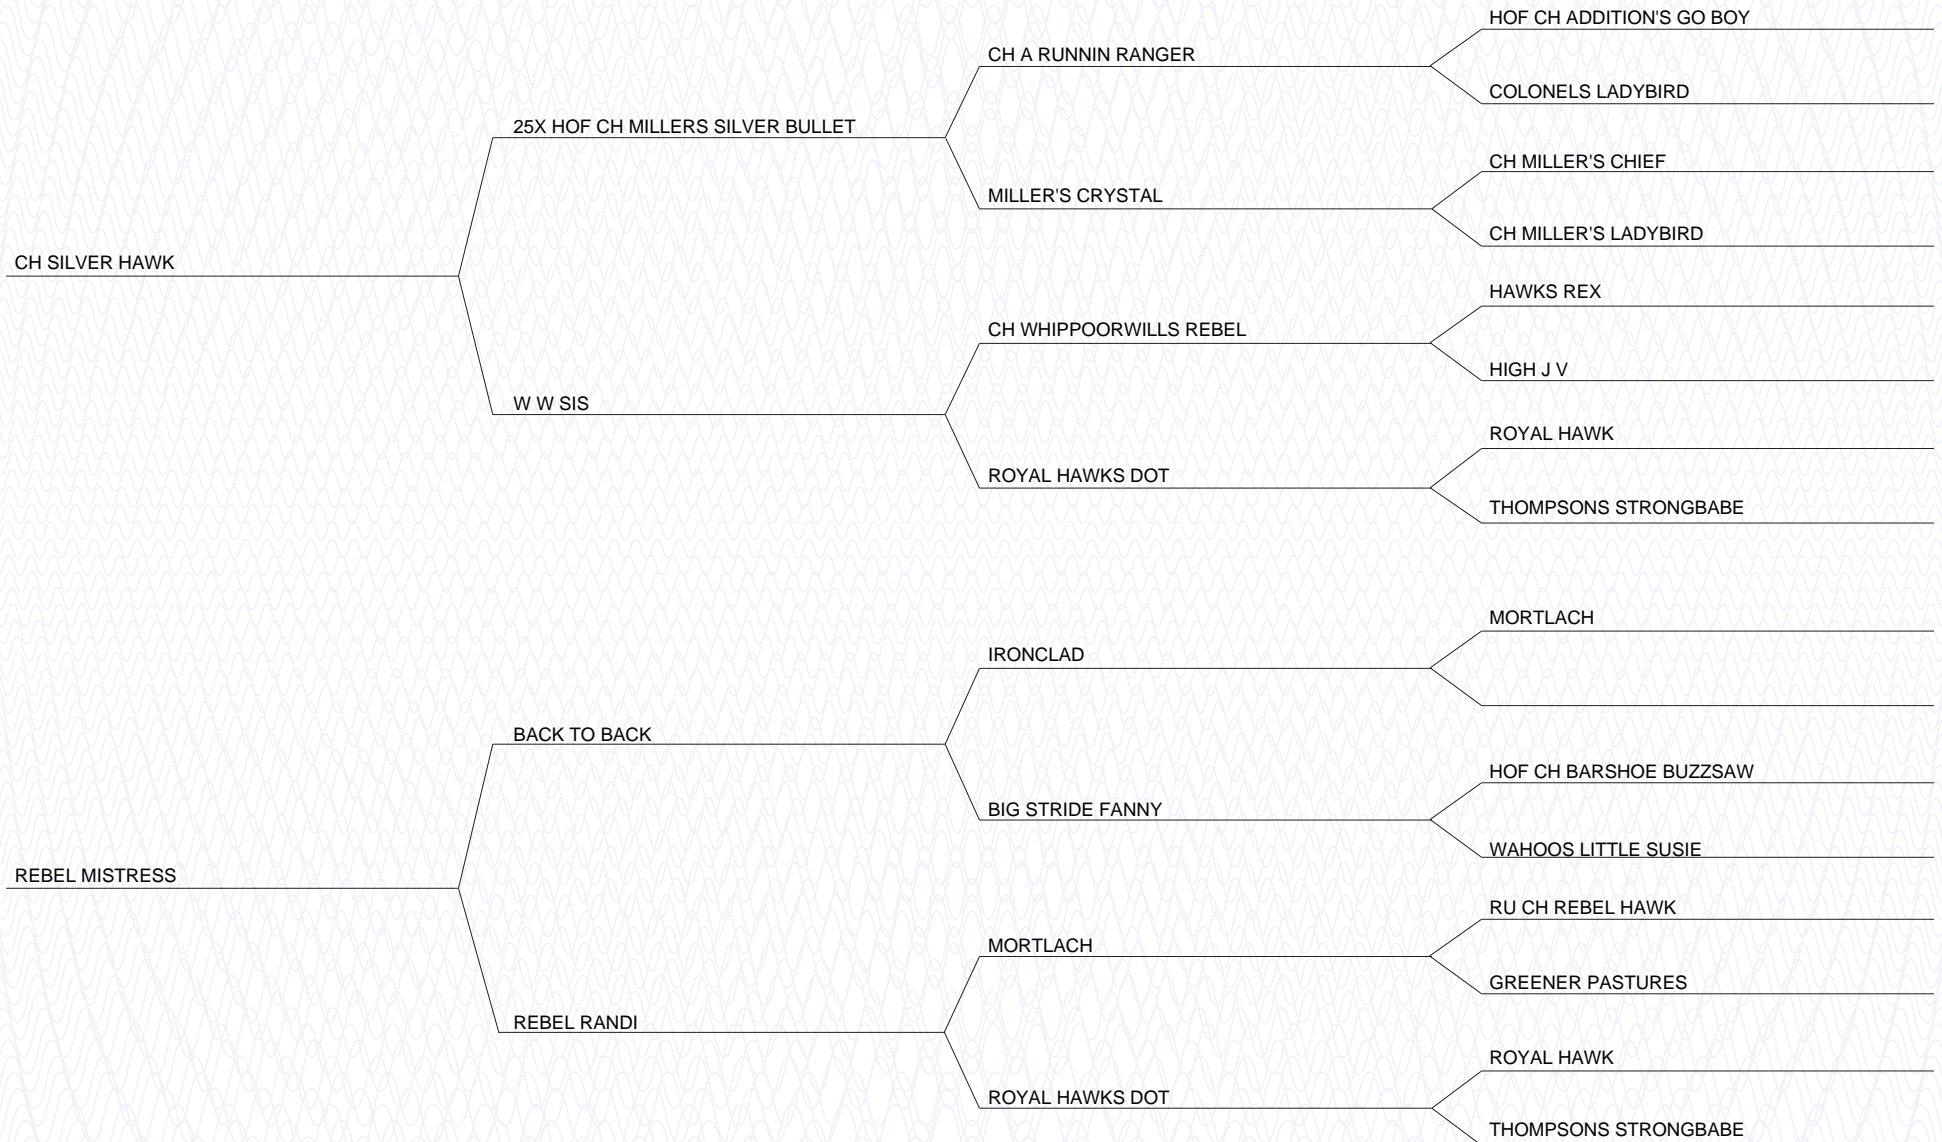 HOF CH ADDITION'S GO BOY
CH A RUNNIN RANGER
COLONELS LADYBIRD
25X HOF CH MILLERS SILVER BULLET
CH MILLER'S CHIEF
MILLER'S CRYSTAL
CH MILLER'S LADYBIRD
CH SILVER HAWK
HAWKS REX
CH WHIPPOORWILLS REBEL
HIGH J V
W W SIS
ROYAL HAWK
ROYAL HAWKS DOT
THOMPSONS STRONGBABE
MORTLACH
IRONCLAD
BACK TO BACK
HOF CH BARSHOE BUZZSAW
BIG STRIDE FANNY
WAHOOS LITTLE SUSIE
REBEL MISTRESS
RU CH REBEL HAWK
MORTLACH
GREENER PASTURES
REBEL RANDI
ROYAL HAWK
ROYAL HAWKS DOT
THOMPSONS STRONGBABE